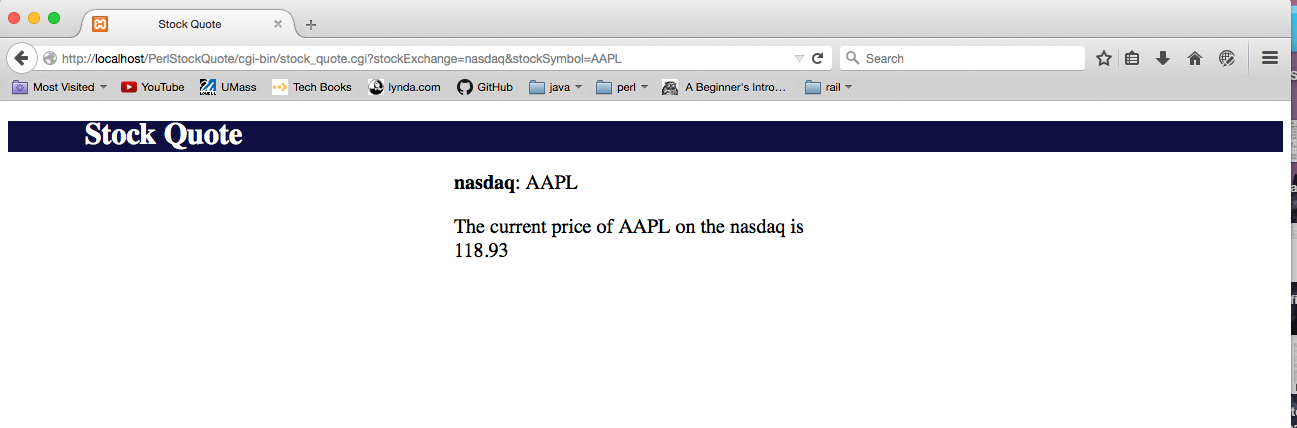 Stock Quote
http://localhost/PerlStockQuote/cgi-bin/stock_quote.cgi?stockExchange=nasdaq&stockSymbol=AAPL
Search
Most Visited YouTube UMass Tech Books lynda.com GitHub java perl A Beginner's Intro... rail
Stock Quote
nasdaq: AAPL
The current price of AAPL on the nasdaq is
118.93